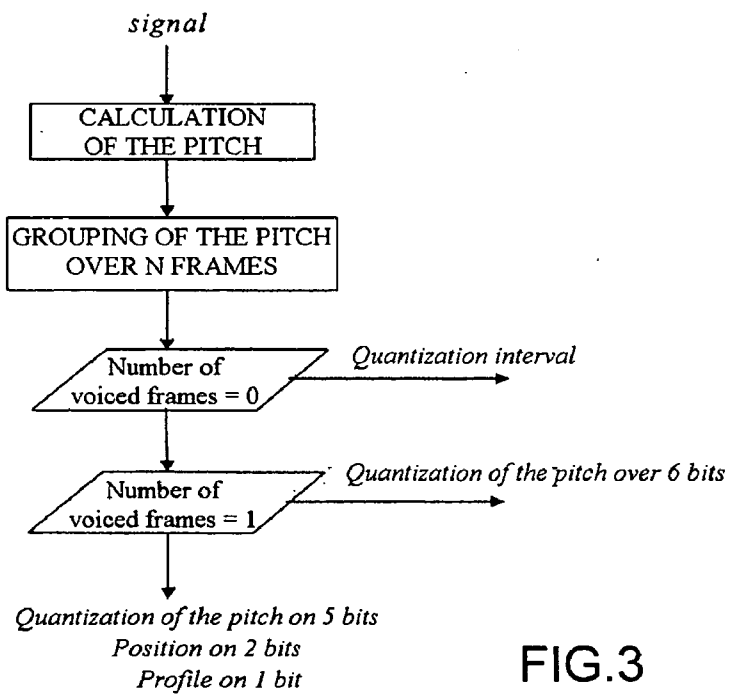 signal
CALCULATION
OF THE PITCH
GROUPING OF THE PITCH
OVER N FRAMES
Number of
voiced frames = 0
Quantization interval
Number of
voiced frames = 1
Quantization of the pitch over 6 bits
Quantization of the pitch on 5 bits
Position on 2 bits
Profile on 1 bit
FIG.3